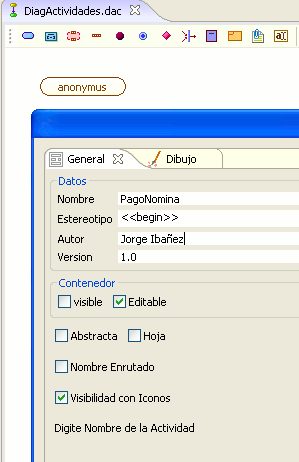 DiagActividades.dac
anonymus
General
Dibujo
Datos
Nombre PagoNomina
Estereotipo <<begin>>
Autor Jorge Ibañez
Version 1.0
Contenedor
visible Editable
Abstracta Hoja
Nombre Enrutado
Visibilidad con Iconos
Digite Nombre de la Actividad